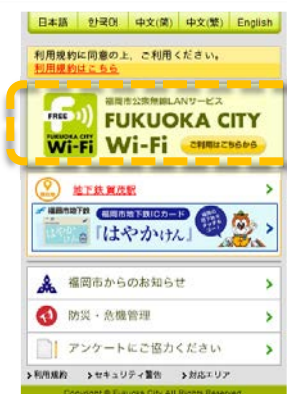 日本語 한국어 中文(简) 中文(繁) English
利用規約に同意の上、ご利用ください。
利用規約はこちら
FREE
FUKUOKA CITY
Wi-Fi
福岡市公衆無線LANサービス
FUKUOKA CITY
Wi-Fi ご利用はこちらから
地下鉄 賀茂駅
福岡市地下鉄
福岡市地下鉄ICカード
『はやかけん』
福岡市からのお知らせ
防災・危機管理
アンケートにご協力ください
利用規約 セキュリティ警告 対応エリア
Copyright © Fukuoka City All Rights Reserved